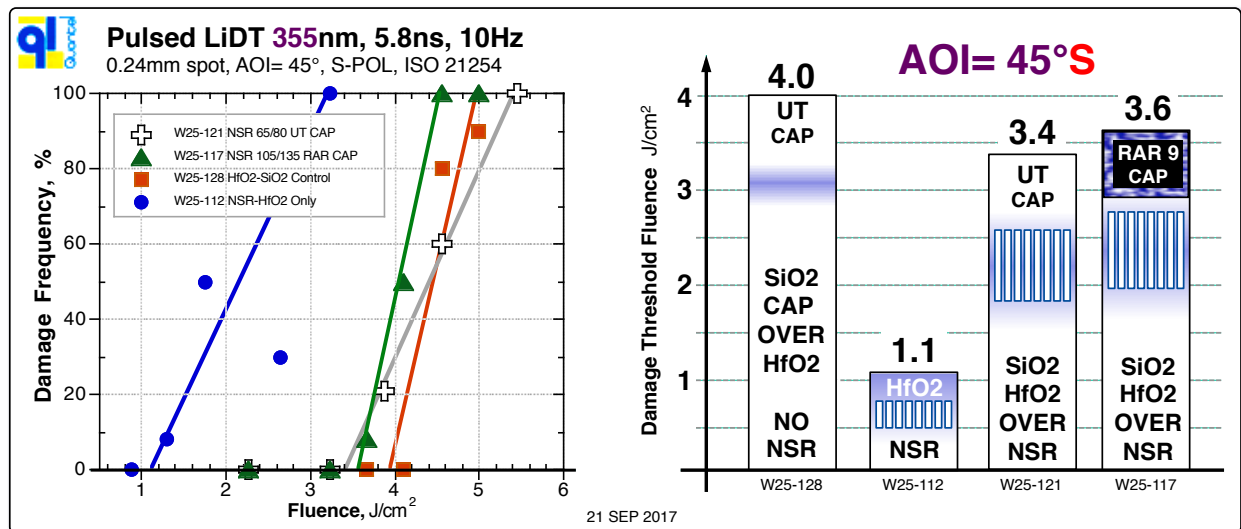 ql
Quantel
Pulsed LiDT 355nm, 5.8ns, 10Hz
0.24mm spot, AOI= 45°, S-POL, ISO 21254
Damage Frequency, %
100
80
60
40
20
0
W25-121 NSR 65/80 UT CAP
W25-117 NSR 105/135 RAR CAP
W25-128 HfO2-SiO2 Control
W25-112 NSR-HfO2 Only
1 2 3 4 5 6
Fluence, J/cm²
AOI= 45°S
Damage Threshold Fluence J/cm²
4
3
2
1
4.0
UT
CAP
SiO2
CAP
OVER
HfO2
NO
NSR
W25-128
1.1
HfO2
NSR
W25-112
3.4
UT
CAP
SiO2
HfO2
OVER
NSR
W25-121
3.6
RAR 9
CAP
SiO2
HfO2
OVER
NSR
W25-117
21 SEP 2017